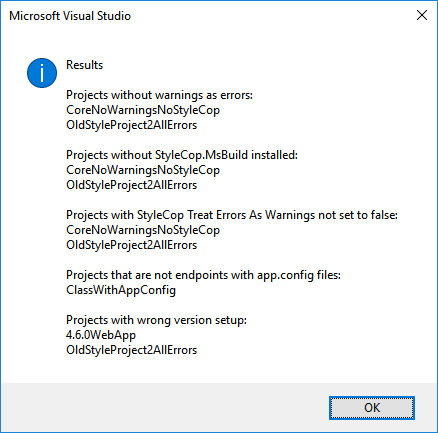 Microsoft Visual Studio
Results
Projects without warnings as errors:
CoreNoWarningsNoStyleCop
OldStyleProject2AllErrors
Projects without StyleCop.MsBuild installed:
CoreNoWarningsNoStyleCop
OldStyleProject2AllErrors
Projects with StyleCop Treat Errors As Warnings not set to false:
CoreNoWarningsNoStyleCop
OldStyleProject2AllErrors
Projects that are not endpoints with app.config files:
ClassWithAppConfig
Projects with wrong version setup:
4.6.0WebApp
OldStyleProject2AllErrors
OK